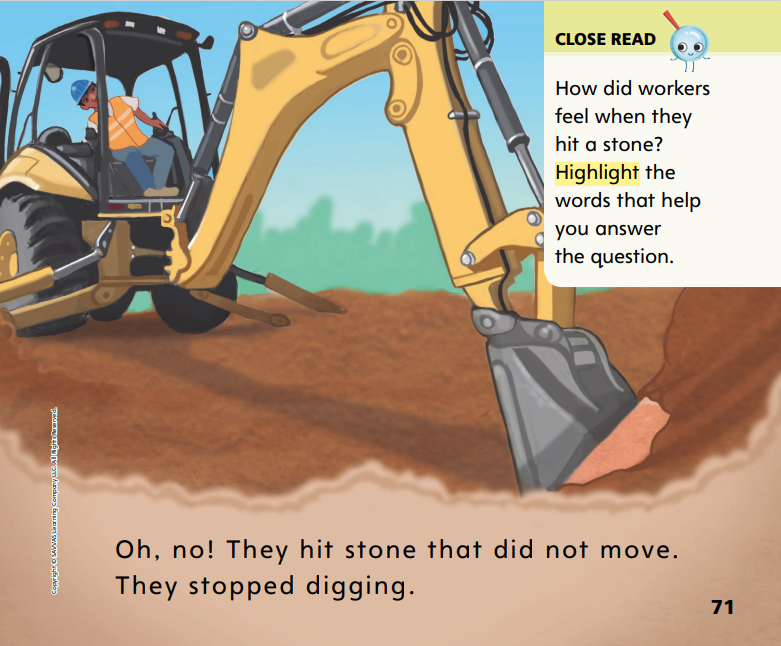 CLOSE READ
How did workers
feel when they
hit a stone?
Highlight the
words that help
you answer
the question.
Copyright © SAVVAS Learning Company LLC. All Rights Reserved.
Oh, no! They hit stone that did not move.
They stopped digging.
71